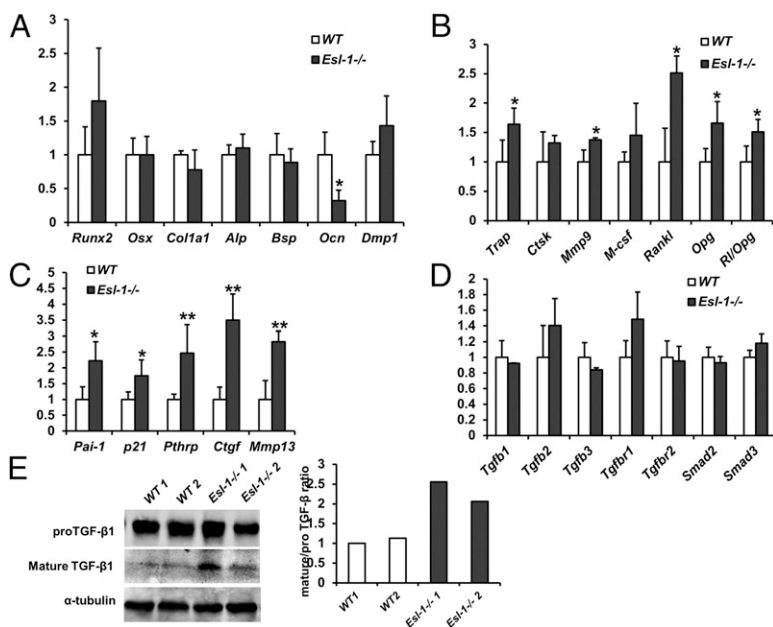 A
WT
Esl-1-/-
3
2.5
2
1.5
1
0.5
0
*
Runx2 Osx Col1a1 Alp Bsp Ocn Dmp1
B
WT
Esl-1-/-
3
2.5
2
1.5
1
0.5
0
* * * * *
Trap Ctsk Mmp9 M-csf Rankl Opg Rl/Opg
C
WT
Esl-1-/-
5
4.5
4
3.5
3
2.5
2
1.5
1
0.5
0
* * ** ** **
Pai-1 p21 Pthrp Ctgf Mmp13
D
WT
Esl-1-/-
2
1.8
1.6
1.4
1.2
1
0.8
0.6
0.4
0.2
0
Tgfb1 Tgfb2 Tgfb3 Tgfbr1 Tgfbr2 Smad2 Smad3
E
WT 1 WT 2 Esl-1-/- 1 Esl-1-/- 2
proTGF-β1
Mature TGF-β1
α-tubulin
mature/pro TGF-β ratio
3
2.5
2
1.5
1
0.5
0
WT1 WT2 Esl-1-/- 1 Esl-1-/- 2